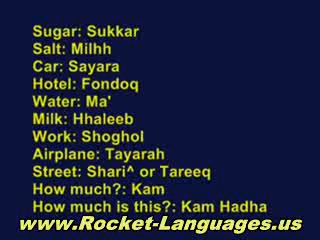 Sugar: Sukkar
Salt: Milhh
Car: Sayara
Hotel: Fondoq
Water: Ma'
Milk: Hhaleeb
Work: Shoghol
Airplane: Tayarah
Street: Shari^ or Tareeq
How much?: Kam
How much is this?: Kam Hadha
www.Rocket-Languages.us